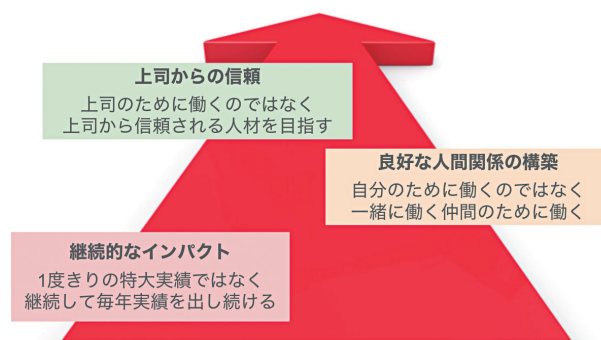 上司からの信頼
上司のために働くのではなく
上司から信頼される人材を目指す
良好な人間関係の構築
自分のために働くのではなく
一緒に働く仲間のために働く
継続的なインパクト
1度きりの特大実績ではなく
継続して毎年実績を出し続ける